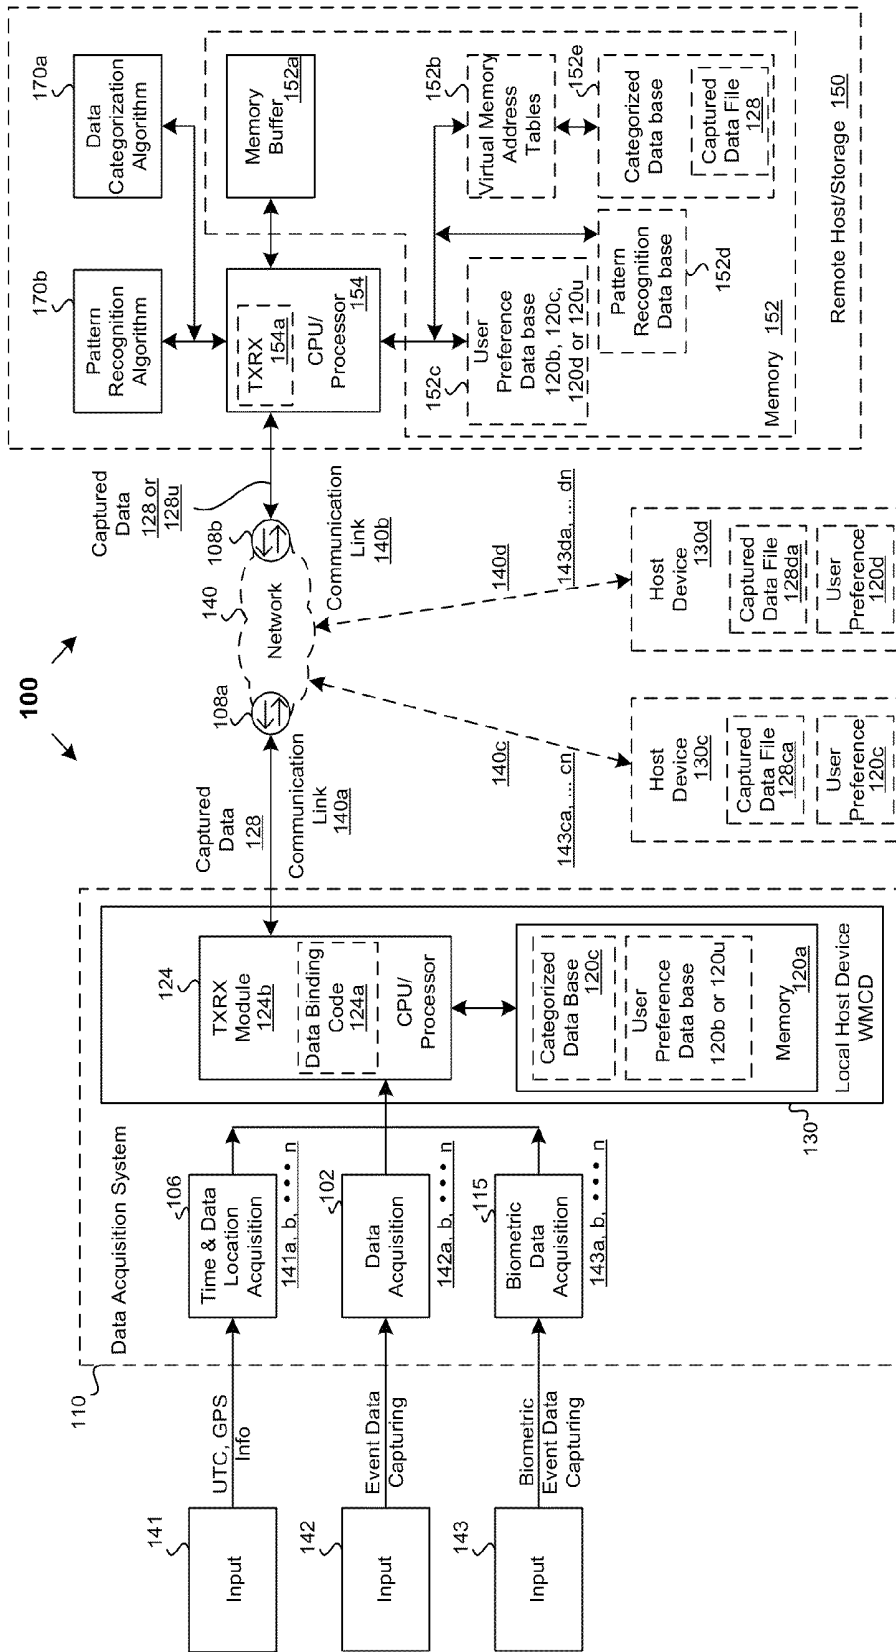 100
110
141
Input
UTC, GPS
Info
142
Input
Event Data
Capturing
143
Input
Biometric
Event Data
Capturing
Data Acquisition System
106
Time & Data
Location
Acquisition
141a, b, • • • • n
102
Data
Acquisition
142a, b, • • • • n
115
Biometric
Data
Acquisition
143a, b, • • • • n
124
TXRX
Module
124b
Data Binding
Code
124a
CPU/
Processor
Categorized
Data Base
120c
User
Preference
Data base
120b or 120u
Memory 120a
Local Host Device
WMCD
130
Captured
Data
128
Communication
Link
140a
108a
140
Network
108b
Captured
Data
128 or
128u
Communication
Link
140b
140c
143ca, ... cn
140d
143da, ... dn
Host
Device
130c
Captured
Data File
128ca
User
Preference
120c
Host
Device
130d
Captured
Data File
128da
User
Preference
120d
170b
Pattern
Recognition
Algorithm
170a
Data
Categorization
Algorithm
TXRX
154a
CPU/
Processor
154
Memory
Buffer
152a
152c
User
Preference
Data base
120b, 120c,
120d or 120u
152b
Virtual Memory
Address
Tables
Pattern
Recognition
Data base
152d
152e
Categorized
Data base
Captured
Data File
128
Memory 152
Remote Host/Storage 150